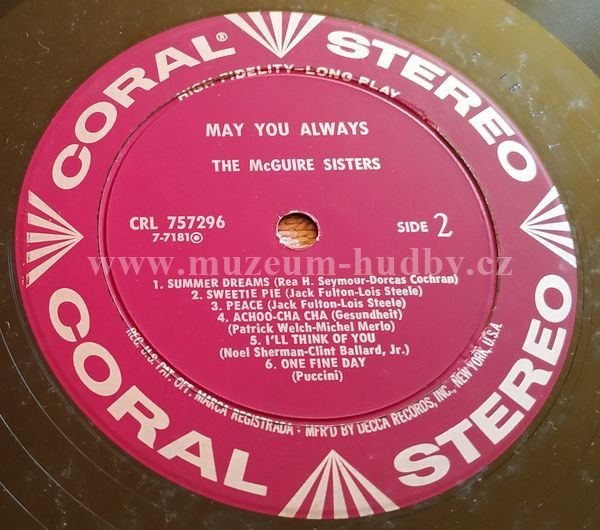 CORAL® STEREO
HIGH FIDELITY-LONG PLAY
MAY YOU ALWAYS
THE McGUIRE SISTERS
CRL 757296
7-7181
SIDE 2
www.muzeum-hudby.cz
1. SUMMER DREAMS (Rea H. Seymour-Dorcas Cochran)
2. SWEETIE PIE (Jack Fulton-Lois Steele)
3. PEACE (Jack Fulton-Lois Steele)
4. ACHOO-CHA CHA (Gesundheit)
(Patrick Welch-Michel Merlo)
5. I'LL THINK OF YOU
(Noel Sherman-Clint Ballard, Jr.)
6. ONE FINE DAY
(Puccini)
REG. U.S. PAT. OFF. MARCA REGISTRADA • MFR'D BY DECCA RECORDS, INC., NEW YORK, U.S.A.
CORAL STEREO